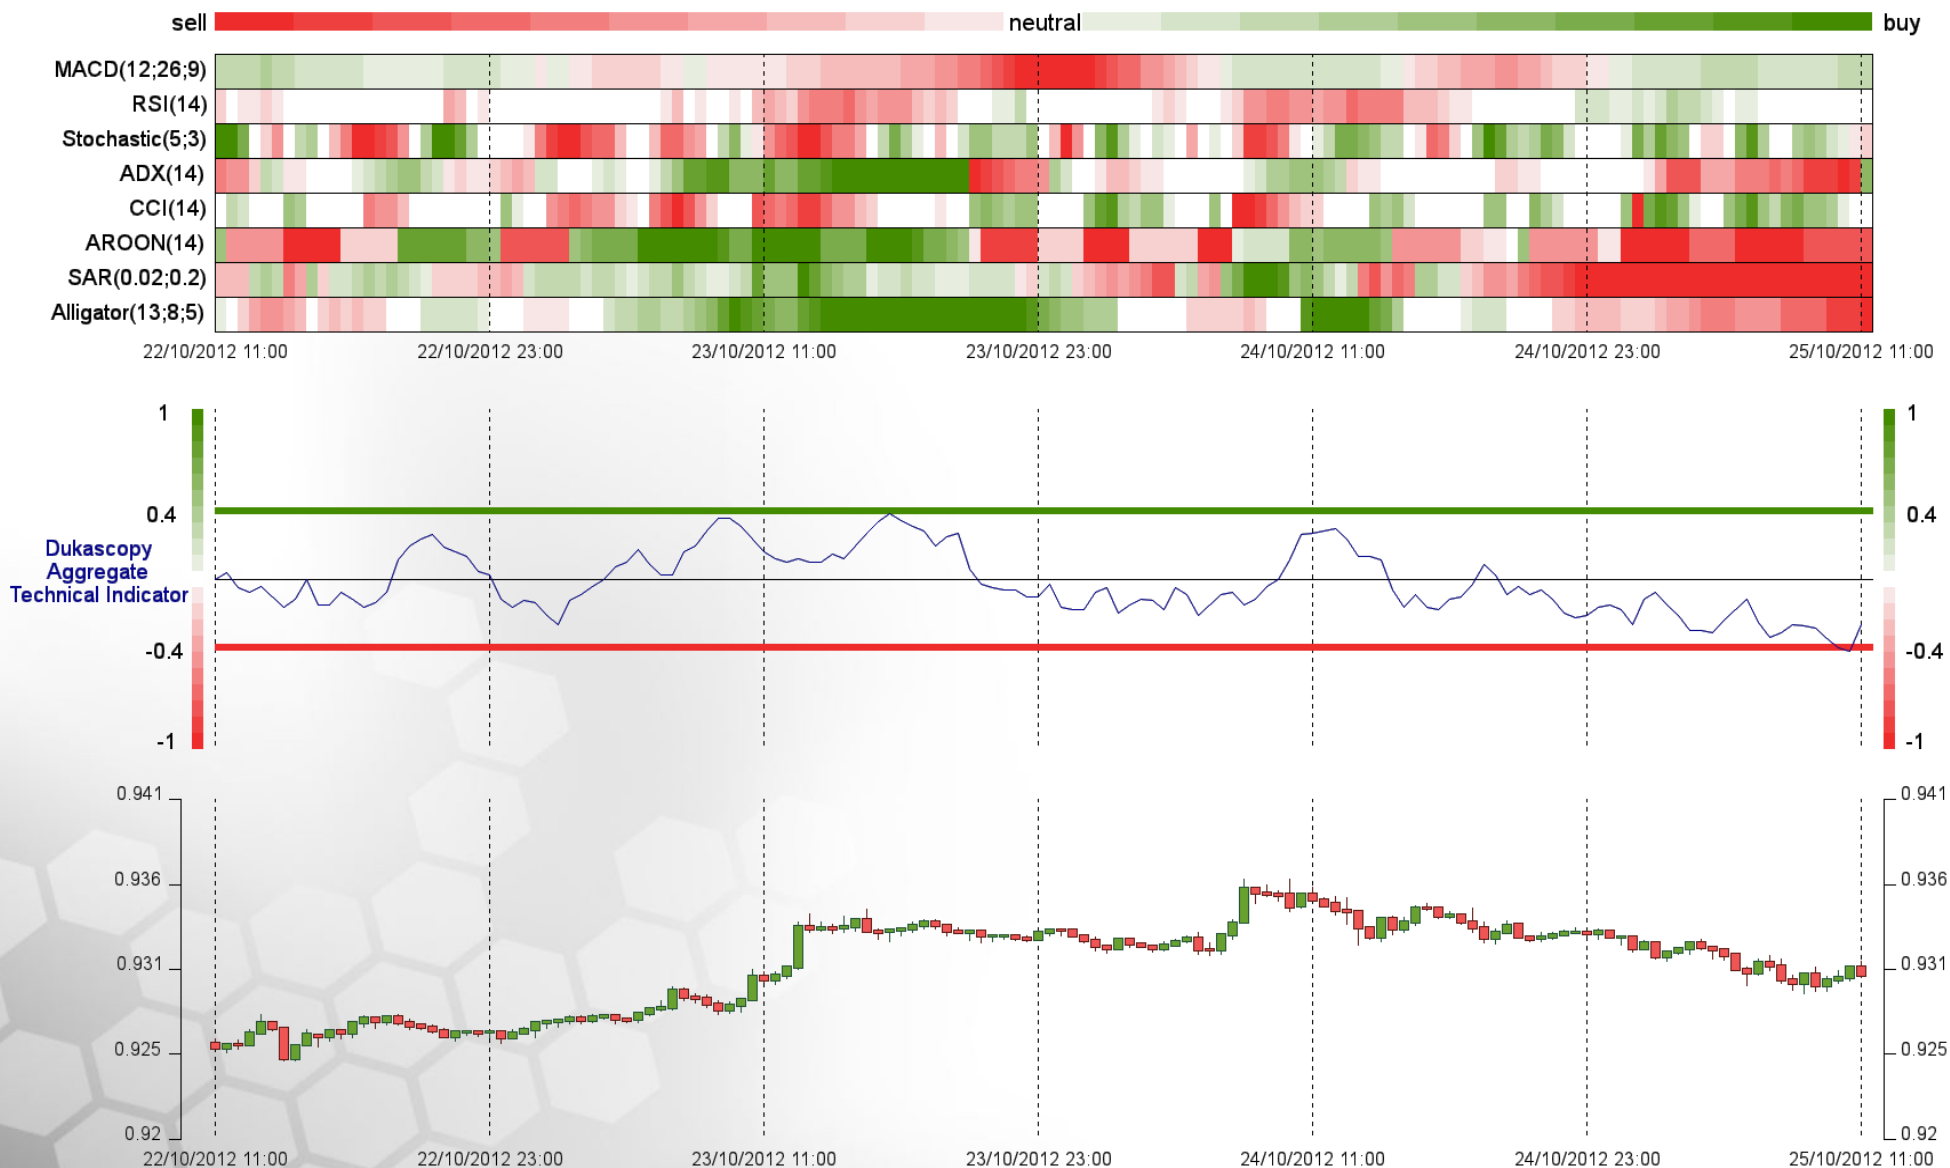 sell neutral buy
MACD(12;26;9)
RSI(14)
Stochastic(5;3)
ADX(14)
CCI(14)
AROON(14)
SAR(0.02;0.2)
Alligator(13;8;5)
22/10/2012 11:00 22/10/2012 23:00 23/10/2012 11:00 23/10/2012 23:00 24/10/2012 11:00 24/10/2012 23:00 25/10/2012 11:00
1 1
0.4 0.4
Dukascopy
Aggregate
Technical Indicator
-0.4 -0.4
-1 -1
0.941 0.941
0.936 0.936
0.931 0.931
0.925 0.925
0.92 0.92
22/10/2012 11:00 22/10/2012 23:00 23/10/2012 11:00 23/10/2012 23:00 24/10/2012 11:00 24/10/2012 23:00 25/10/2012 11:00